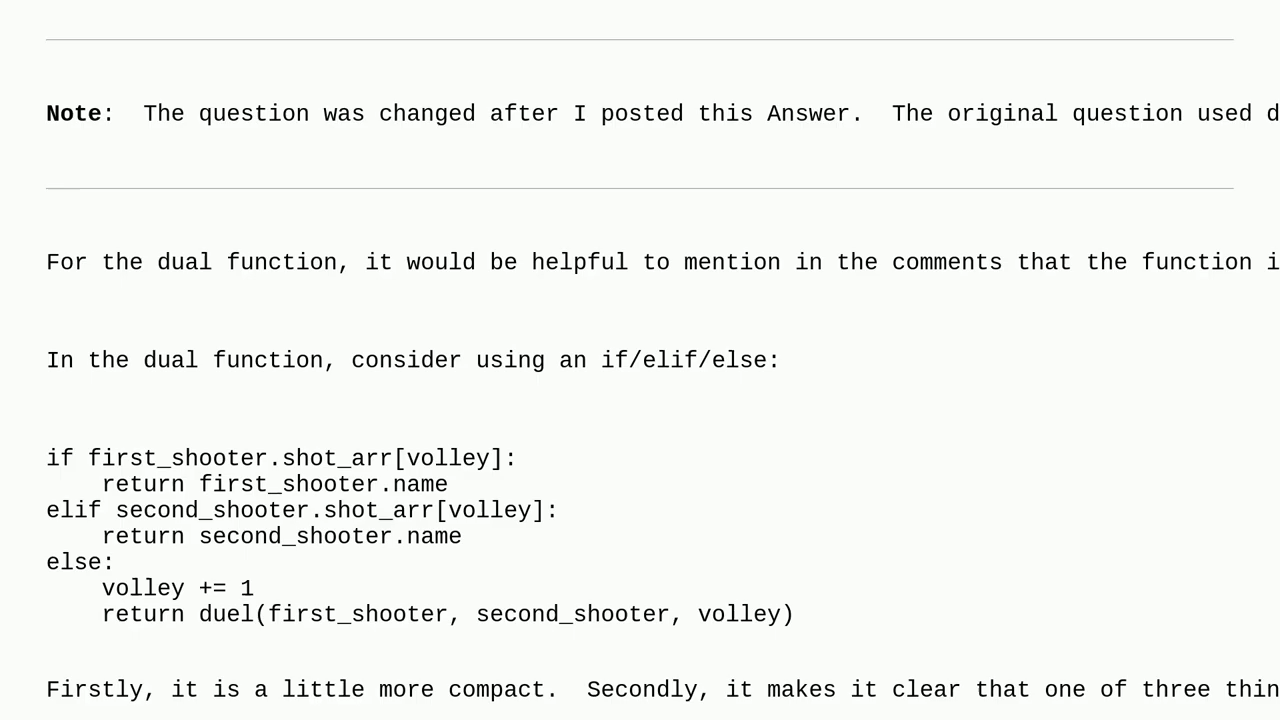 Note:  The question was changed after I posted this Answer.  The original question used
For the dual function, it would be helpful to mention in the comments that the function
In the dual function, consider using an if/elif/else:
if first_shooter.shot_arr[volley]:
    return first_shooter.name
elif second_shooter.shot_arr[volley]:
    return second_shooter.name
else:
    volley += 1
    return duel(first_shooter, second_shooter, volley)
Firstly, it is a little more compact.  Secondly, it makes it clear that one of three